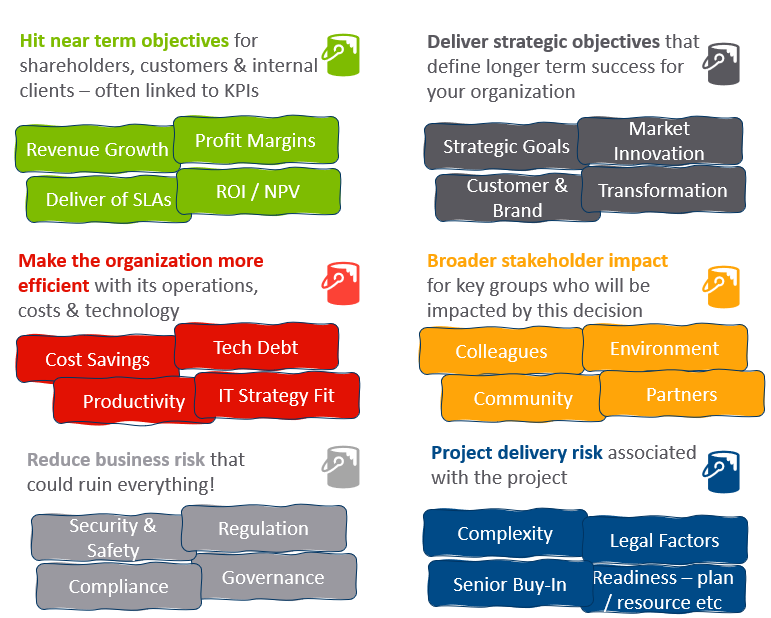 Hit near term objectives for
shareholders, customers & internal
clients – often linked to KPIs
Revenue Growth
Profit Margins
Deliver of SLAs
ROI / NPV
Deliver strategic objectives that
define longer term success for
your organization
Strategic Goals
Market
Innovation
Customer &
Brand
Transformation
Make the organization more
efficient with its operations,
costs & technology
Cost Savings
Tech Debt
Productivity
IT Strategy Fit
Broader stakeholder impact
for key groups who will be
impacted by this decision
Colleagues
Environment
Community
Partners
Reduce business risk that
could ruin everything!
Security &
Safety
Regulation
Compliance
Governance
Project delivery risk associated
with the project
Complexity
Legal Factors
Senior Buy-In
Readiness – plan
/ resource etc